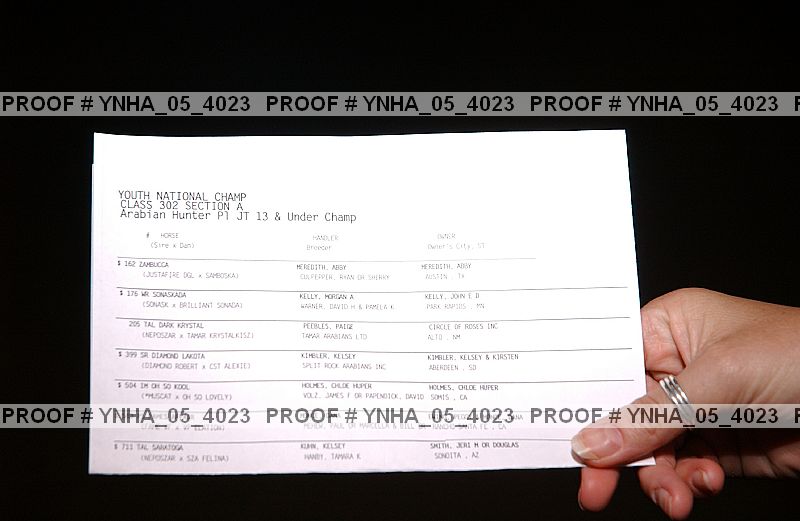 PROOF # YNHA_05_4023 PROOF # YNHA_05_4023 PROOF # YNHA_05_4023 PROOF
YOUTH NATIONAL CHAMP
CLASS 302 SECTION A
Arabian Hunter Pl JT 13 & Under Champ
# HORSE HANDLER OWNER
(Sire x Dam) Breeder Owner's City, ST
$ 162 ZAMBUCCA MEREDITH, ABBY MEREDITH, ABBY
(JUSTAFIRE DGL x SAMBOSKA) CULPEPPER, RYAN OR SHERRY AUSTIN , TX
$ 176 WR SONASKADA KELLY, MORGAN A KELLY, JOHN E D
(SONASK x BRILLIANT SONADA) WARNER, DAVID H & PAMELA K PARK RAPIDS , MN
205 TAL DARK KRYSTAL PEEBLES, PAIGE CIRCLE OF ROSES INC
(NEPOSZAR x TAMAR KRYSTALKISZ) TAMAR ARABIANS LTD ALTO , NM
$ 399 SR DIAMOND LAKOTA KIMBLER, KELSEY KIMBLER, KELSEY & KIRSTEN
(DIAMOND ROBERT x CST ALEXIE) SPLIT ROCK ARABIANS INC ABERDEEN , SD
$ 504 IM OH SO KOOL HOLMES, CHLOE HUPER HOLMES, CHLOE HUPER
(*MUSCAT x OH SO LOVELY) VOLZ, JAMES F OR PAPENDICK, DAVID SOMIS , CA
PROOF # YNHA_05_4023 PROOF # YNHA_05_4023 PROOF # YNHA_05_4023 PROOF
RANCHO SANTA FE , CA
$ 711 TAL SARATOGA KUHN, KELSEY SMITH, JERI M OR DOUGLAS
(NEPOSZAR x SZA FELINA) HANBY, TAMARA K SONOITA , AZ